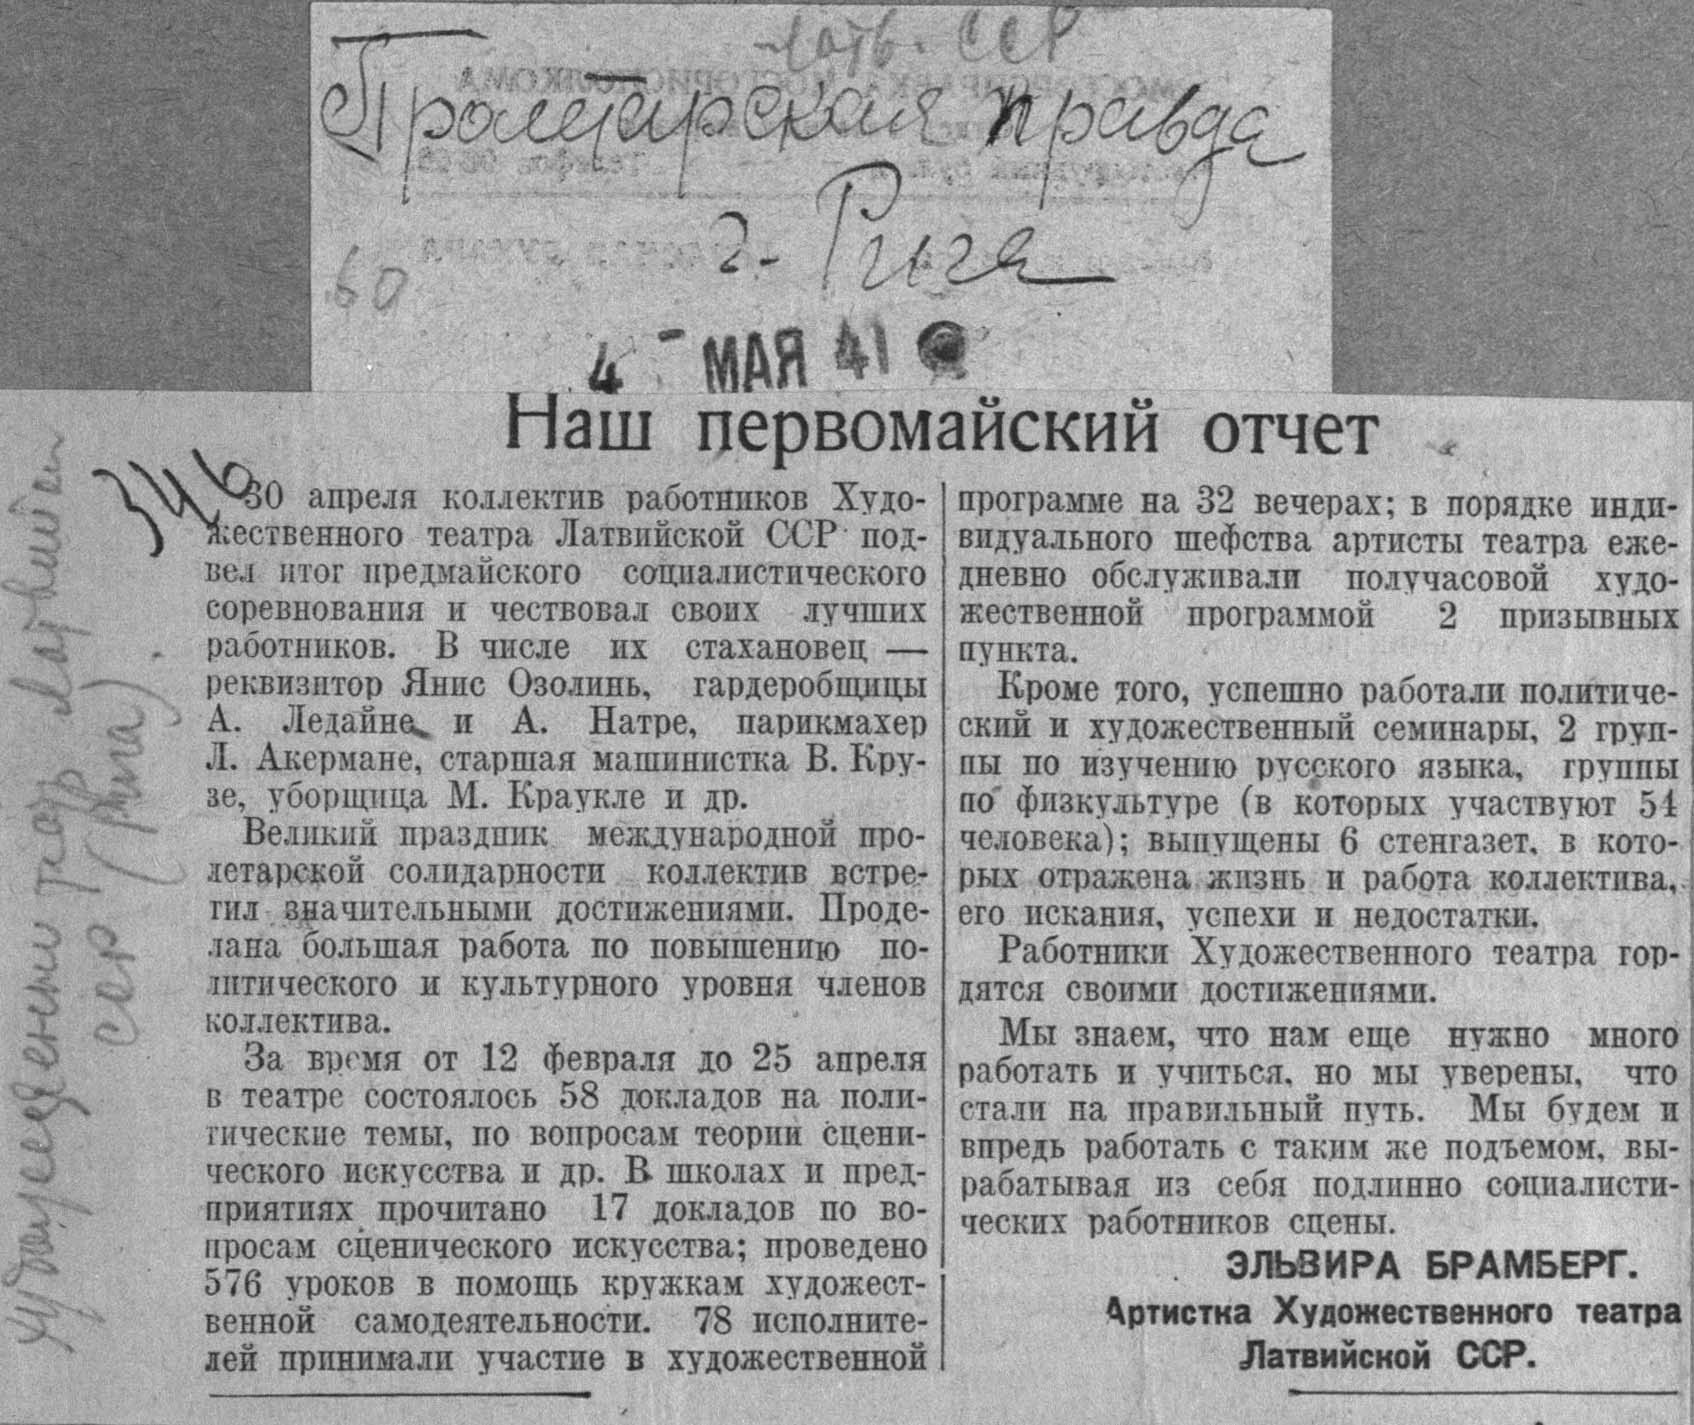 Латв. ССР
Пролетарская правда
г. Рига
60
4 - МАЯ 41
Наш первомайский отчет
346
Художественный театр Латвийской
ССР (Рига).
30 апреля коллектив работников Худо-
жественного театра Латвийской ССР под-
вел итог предмайского социалистического
соревнования и чествовал своих лучших
работников. В числе их стахановец —
реквизитор Янис Озолинь, гардеробщицы
А. Ледайне и А. Натре, парикмахер
Л. Акермане, старшая машинистка В. Кру-
зе, уборщица М. Краукле и др.
Великий праздник международной про-
летарской солидарности коллектив встре-
тил значительными достижениями. Проде-
лана большая работа по повышению по-
литического и культурного уровня членов
коллектива.
За время от 12 февраля до 25 апреля
в театре состоялось 58 докладов на поли-
тические темы, по вопросам теории сцени-
ческого искусства и др. В школах и пред-
приятиях прочитано 17 докладов по во-
просам сценического искусства; проведено
576 уроков в помощь кружкам художест-
венной самодеятельности. 78 исполните-
лей принимали участие в художественной
программе на 32 вечерах; в порядке инди-
видуального шефства артисты театра еже-
дневно обслуживали получасовой худо-
жественной программой 2 призывных
пункта.
Кроме того, успешно работали политиче-
ский и художественный семинары, 2 груп-
пы по изучению русского языка, группы
по физкультуре (в которых участвуют 54
человека); выпущены 6 стенгазет, в кото-
рых отражена жизнь и работа коллектива,
его искания, успехи и недостатки.
Работники Художественного театра гор-
дятся своими достижениями.
Мы знаем, что нам еще нужно много
работать и учиться, но мы уверены, что
стали на правильный путь. Мы будем и
впредь работать с таким же подъемом, вы-
рабатывая из себя подлинно социалисти-
ческих работников сцены.
ЭЛЬВИРА БРАМБЕРГ.
Артистка Художественного театра
Латвийской ССР.